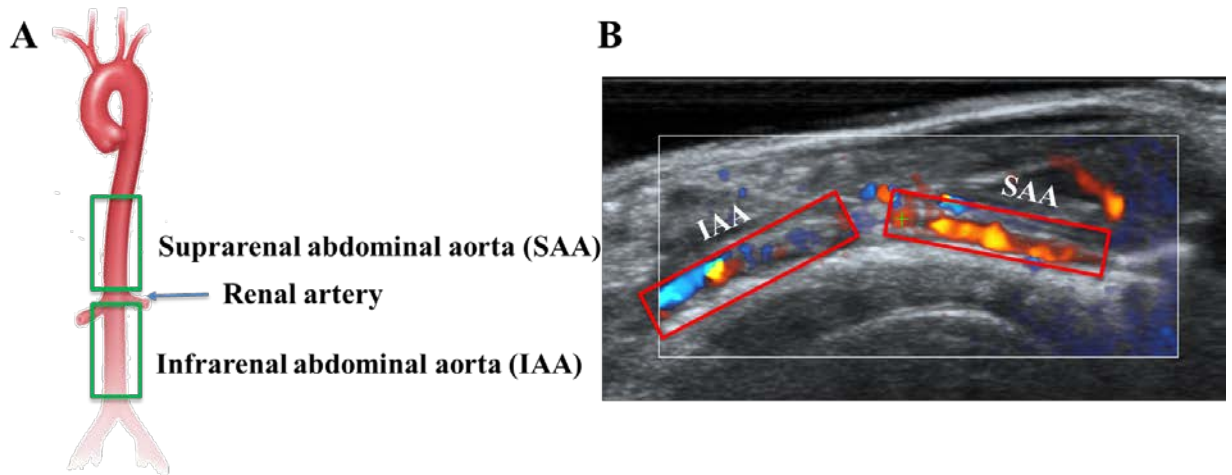 A
Suprarenal abdominal aorta (SAA)
Renal artery
Infrarenal abdominal aorta (IAA)
B
IAA
SAA